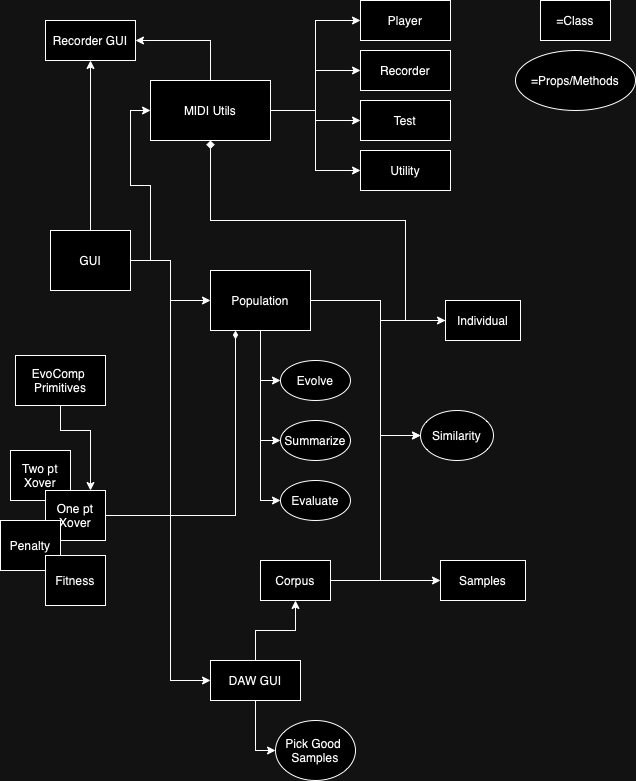 Player
=Class
Recorder GUI
Recorder
=Props/Methods
MIDI Utils
Test
Utility
GUI
Population
Individual
EvoComp
Primitives
Evolve
Summarize
Similarity
Two pt
Xover
Evaluate
One pt
Xover
Penalty
Fitness
Corpus
Samples
DAW GUI
Pick Good
Samples